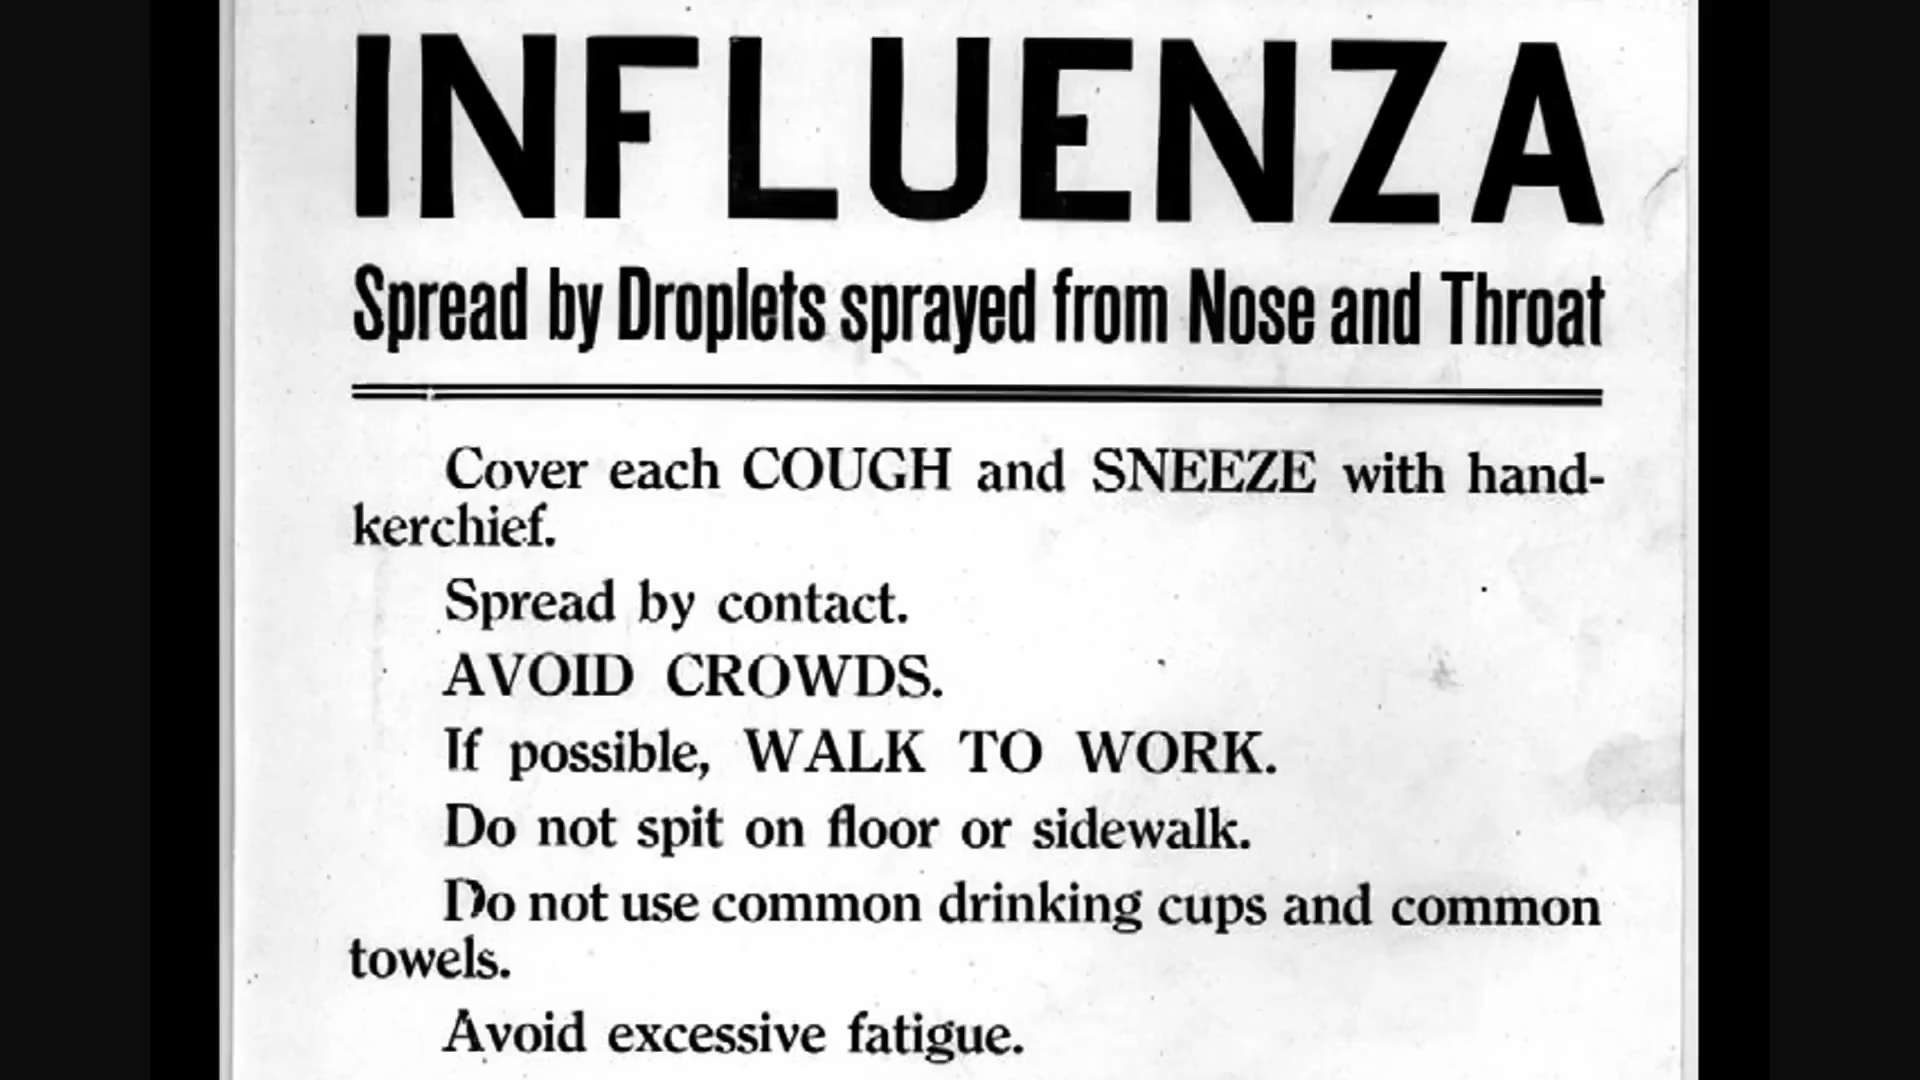 INFLUENZA
Spread by Droplets sprayed from Nose and Throat
Cover each COUGH and SNEEZE with hand-
kerchief.
Spread by contact.
AVOID CROWDS.
If possible, WALK TO WORK.
Do not spit on floor or sidewalk.
Do not use common drinking cups and common
towels.
Avoid excessive fatigue.